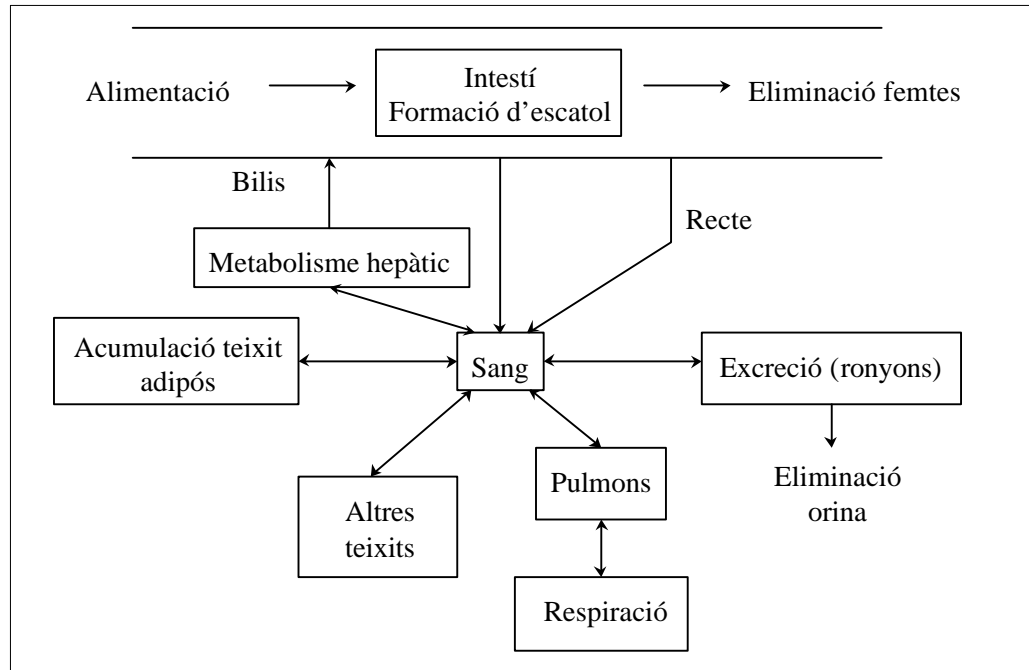 Alimentació
Intestí
Formació d’escatol
Eliminació femtes
Bilis
Recte
Metabolisme hepàtic
Acumulació teixit
adipós
Sang
Excreció (ronyons)
Altres
teixits
Pulmons
Eliminació
orina
Respiració